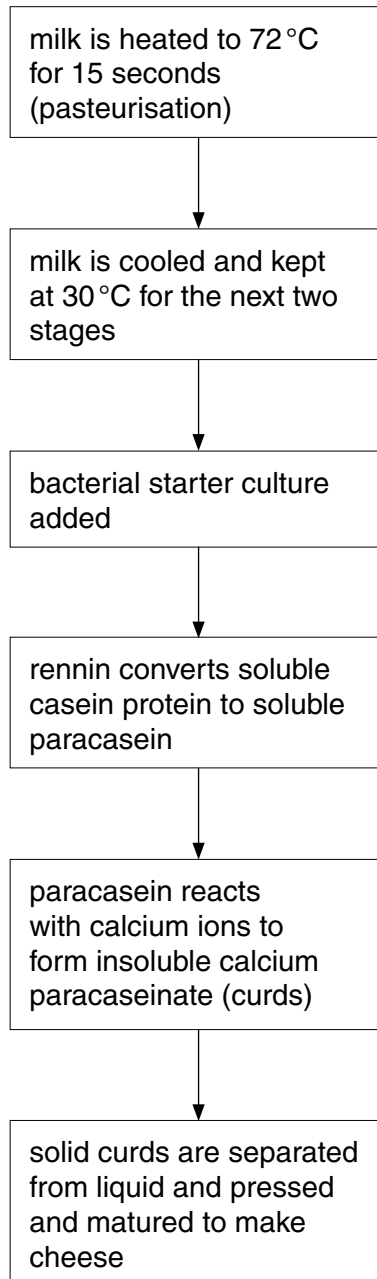 milk is heated to 72 °C
for 15 seconds
(pasteurisation)
milk is cooled and kept
at 30 °C for the next two
stages
bacterial starter culture
added
rennin converts soluble
casein protein to soluble
paracasein
paracasein reacts
with calcium ions to
form insoluble calcium
paracaseinate (curds)
solid curds are separated
from liquid and pressed
and matured to make
cheese